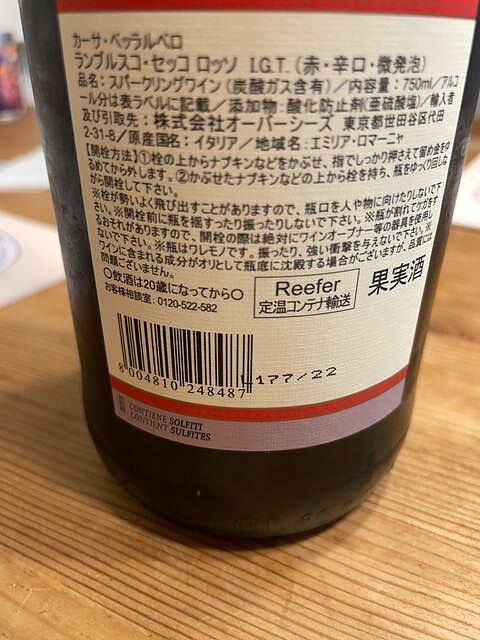 カーサ・ベッラルベロ
ランブルスコ・セッコ ロッソ I.G.T.（赤・辛口・微発泡）
品名：スパークリングワイン（炭酸ガス含有）／内容量：750ml／アルコ
ール分は表ラベルに記載／添加物：酸化防止剤（亜硫酸塩）／輸入者
及び引取先：株式会社オーバーシーズ 東京都世田谷区代田
2-31-8／原産国名：イタリア／地域名：エミリア・ロマーニャ
【開栓方法】①栓の上からナプキンなどをかぶせ、指でしっかり押さえて留め金をゆ
るめてから外します。②かぶせたナプキンなどの上から栓を持ち、瓶をゆっくり回しな
がら開栓して下さい。
※栓が勢いよく飛び出すことがありますので、瓶口を人や物に向けたりしないで下
さい。※開栓前に瓶を揺すったり振ったりしないで下さい。※瓶が割れてケガをす
るおそれがありますので、開栓の際は絶対にワインオープナー等の器具を使用し
ないで下さい。※瓶はワレモノです。振ったり、強い衝撃を与えないで下さい。※
ワインに含まれる成分がオリとして瓶底に沈殿する場合がございますが、品質には
問題ございません。
〇飲酒は20歳になってから〇
お客様相談室：0120-522-582
Reefer
定温コンテナ輸送
果実酒
8 004810 248487
L177/22
CONTIENE SOLFITI
CONTIENT SULFITES